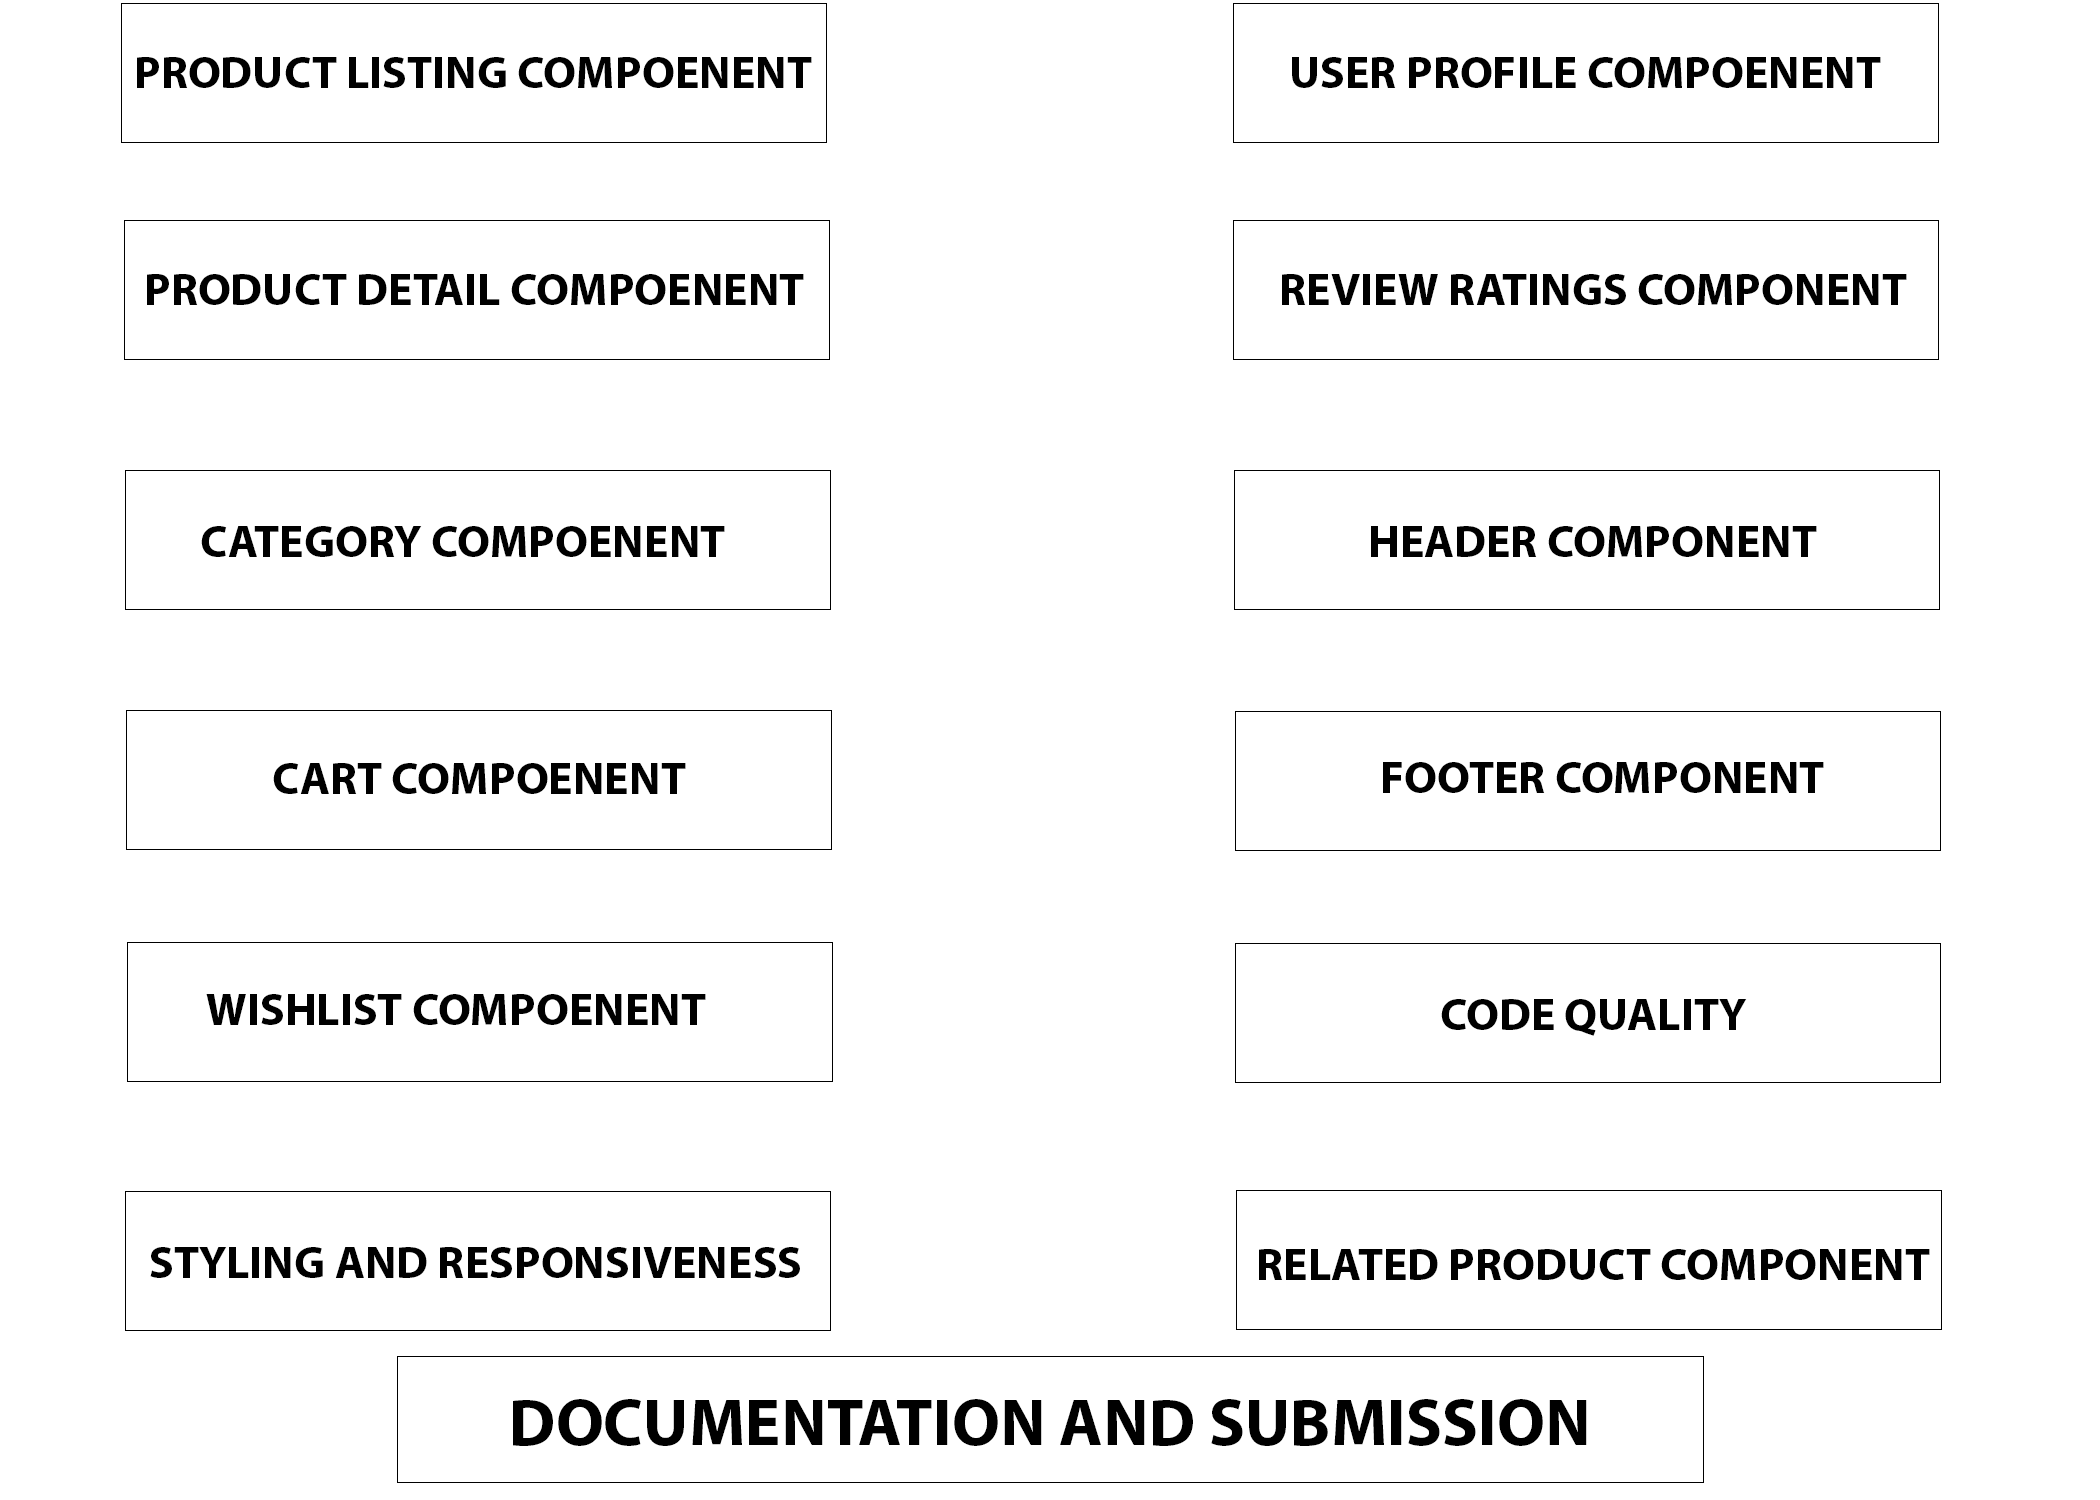 PRODUCT LISTING COMPOENENT
USER PROFILE COMPOENENT
PRODUCT DETAIL COMPOENENT
REVIEW RATINGS COMPONENT
CATEGORY COMPOENENT
HEADER COMPONENT
CART COMPOENENT
FOOTER COMPONENT
WISHLIST COMPOENENT
CODE QUALITY
STYLING AND RESPONSIVENESS
RELATED PRODUCT COMPONENT
DOCUMENTATION AND SUBMISSION